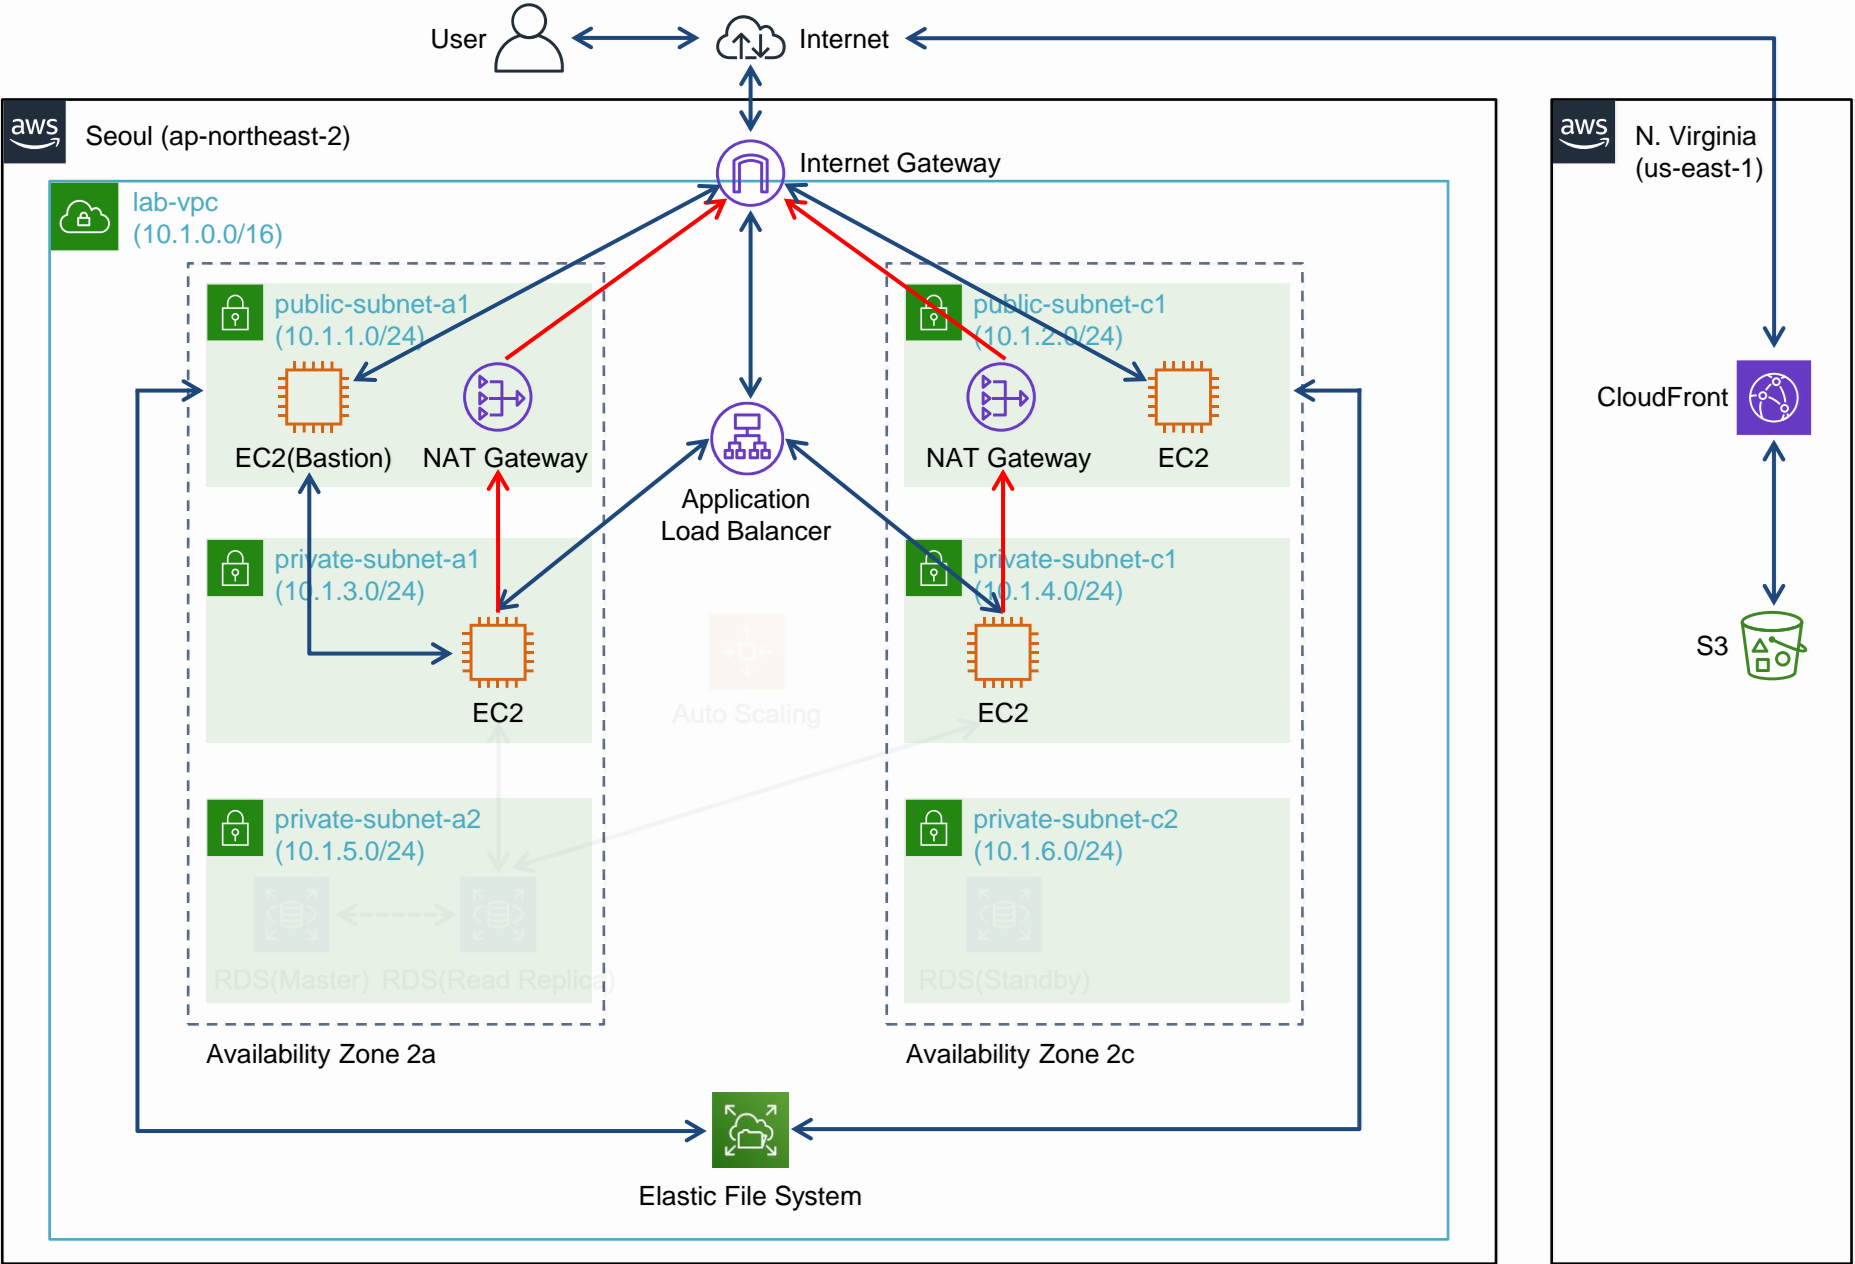 User
Internet
aws
Seoul (ap-northeast-2)
Internet Gateway
aws
N. Virginia
(us-east-1)
lab-vpc
(10.1.0.0/16)
public-subnet-a1
(10.1.1.0/24)
public-subnet-c1
(10.1.2.0/24)
EC2(Bastion)
NAT Gateway
NAT Gateway
EC2
CloudFront
Application
Load Balancer
private-subnet-a1
(10.1.3.0/24)
private-subnet-c1
(10.1.4.0/24)
S3
EC2
Auto Scaling
EC2
private-subnet-a2
(10.1.5.0/24)
private-subnet-c2
(10.1.6.0/24)
RDS(Master)
RDS(Read Replica)
RDS(Standby)
Availability Zone 2a
Availability Zone 2c
Elastic File System